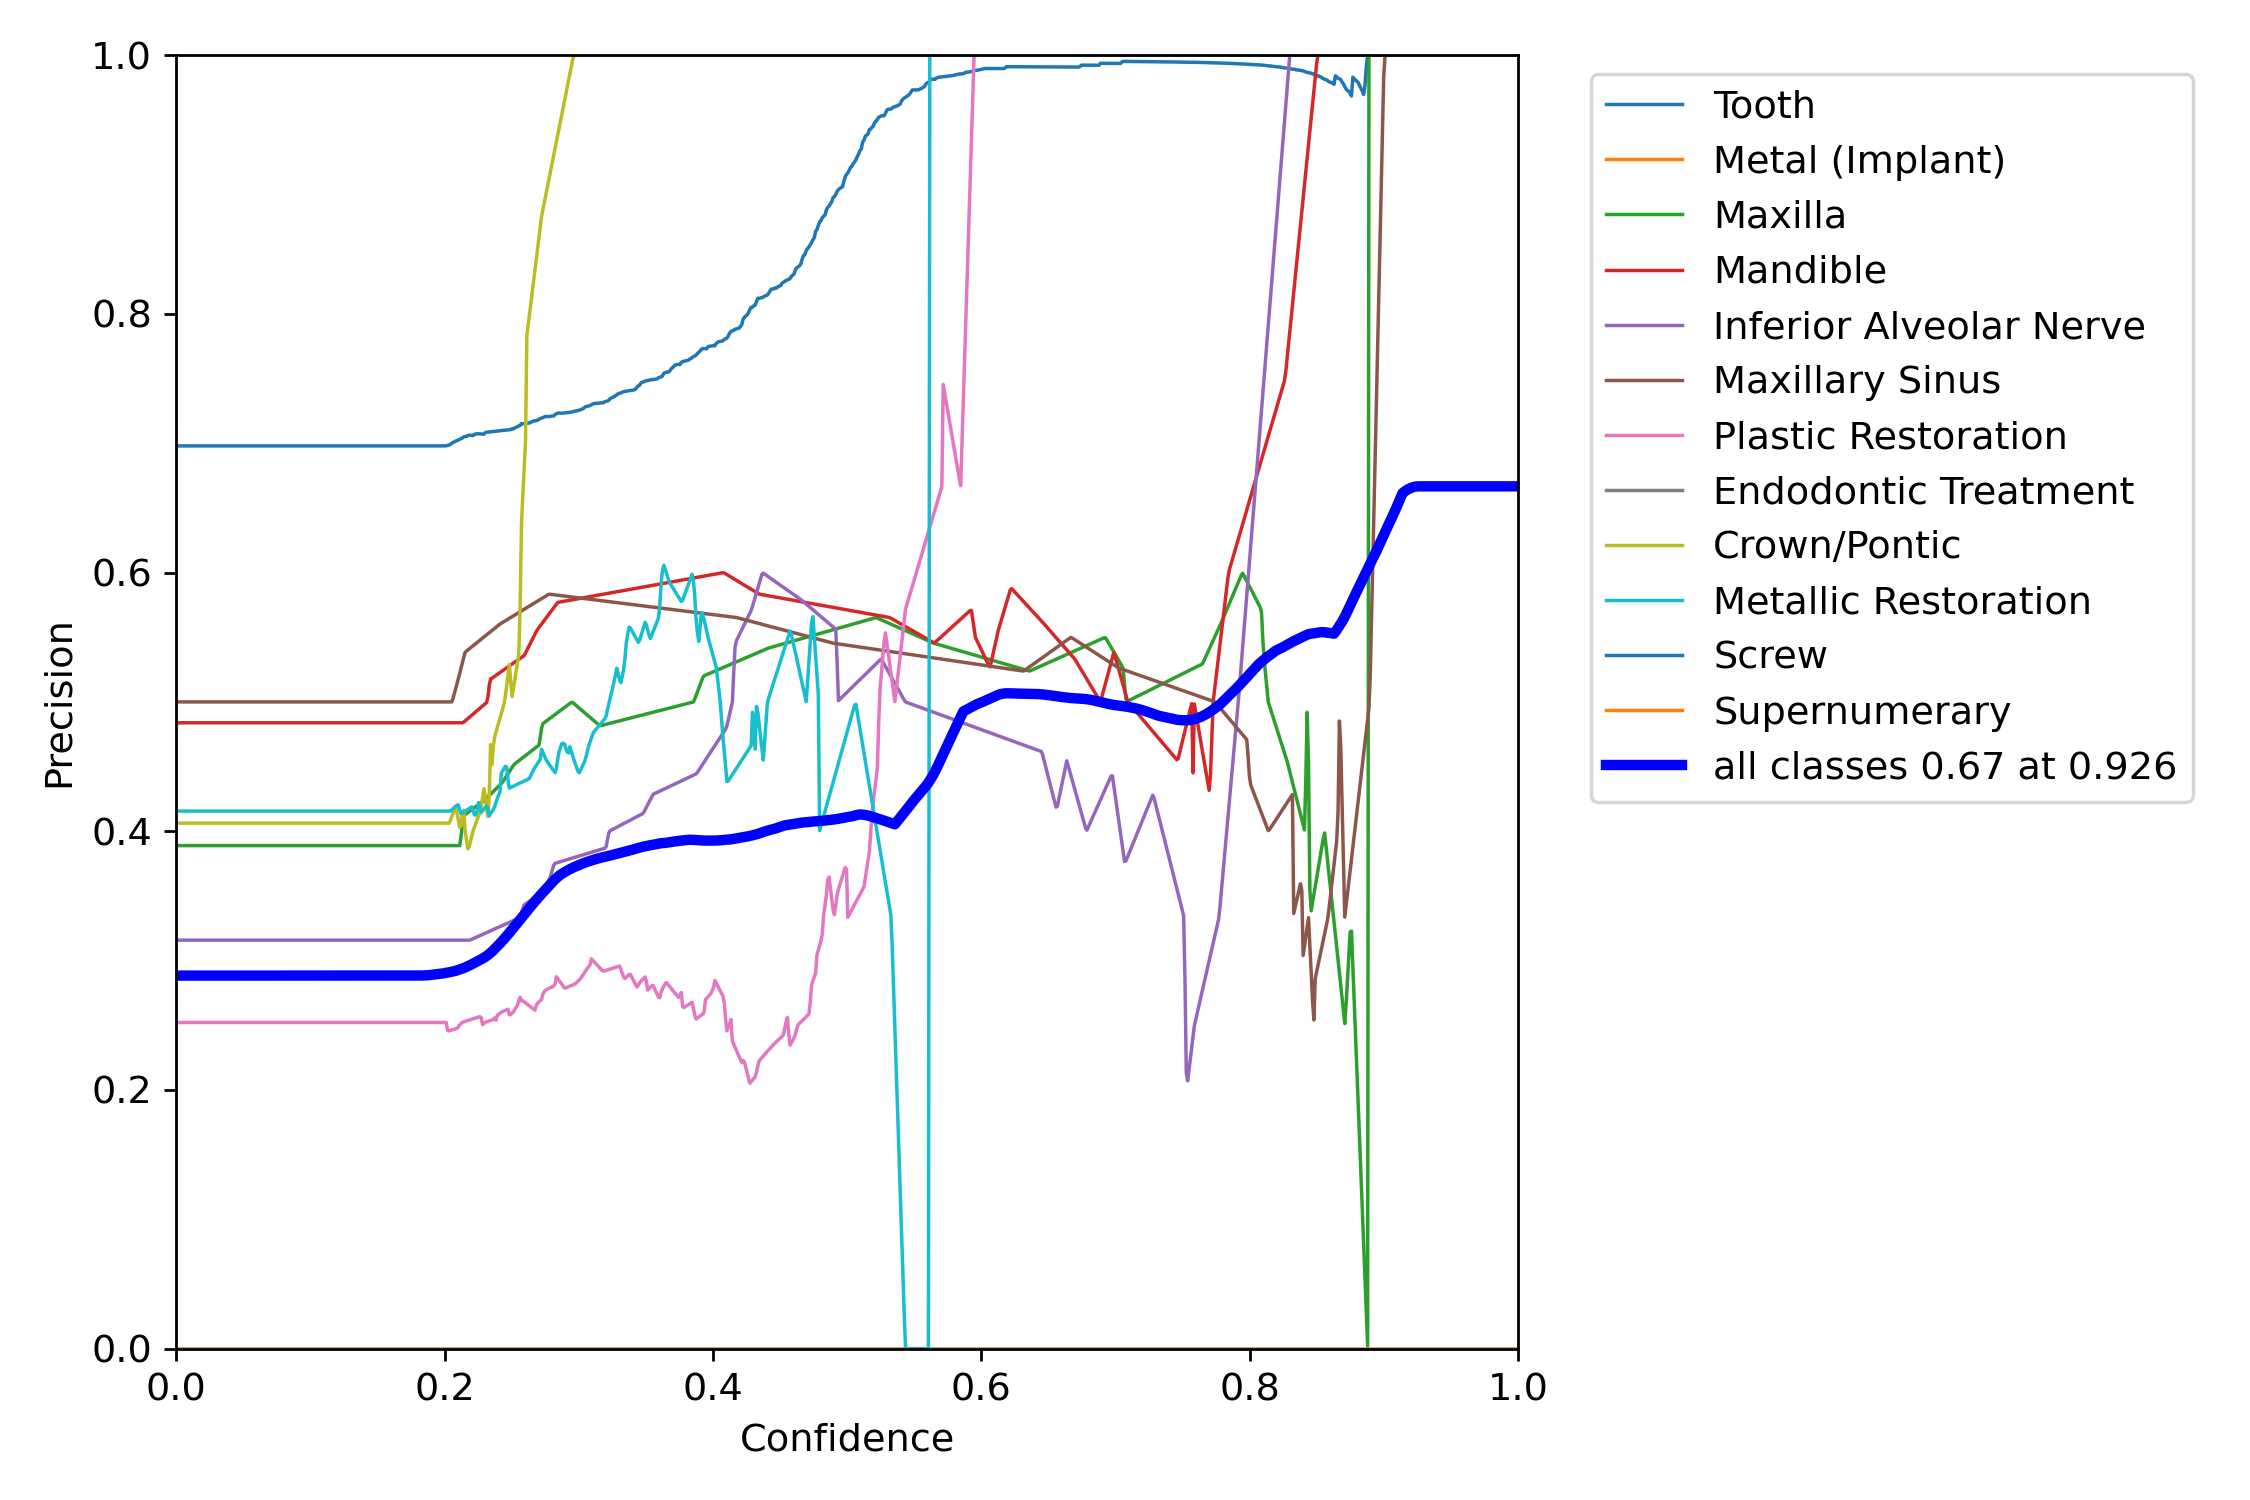 1.0
0.8
0.6
0.4
0.2
0.0
Precision
0.0 0.2 0.4 0.6 0.8 1.0
Confidence
Tooth
Metal (Implant)
Maxilla
Mandible
Inferior Alveolar Nerve
Maxillary Sinus
Plastic Restoration
Endodontic Treatment
Crown/Pontic
Metallic Restoration
Screw
Supernumerary
all classes 0.67 at 0.926